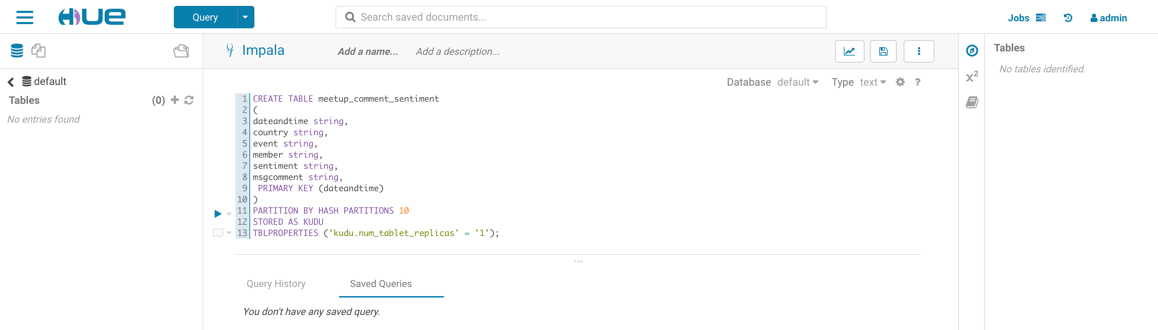 HUE
Query
Search saved documents...
Jobs
admin
Impala
Add a name...
Add a description...
Tables
No tables identified.
x2
default
Tables
(0)
No entries found
Database default
Type text
?
1 CREATE TABLE meetup_comment_sentiment
2 (
3 dateandtime string,
4 country string,
5 event string,
6 member string,
7 sentiment string,
8 msgcomment string,
9 PRIMARY KEY (dateandtime)
10 )
11 PARTITION BY HASH PARTITIONS 10
12 STORED AS KUDU
13 TBLPROPERTIES ('kudu.num_tablet_replicas' = '1');
Query History
Saved Queries
You don't have any saved query.